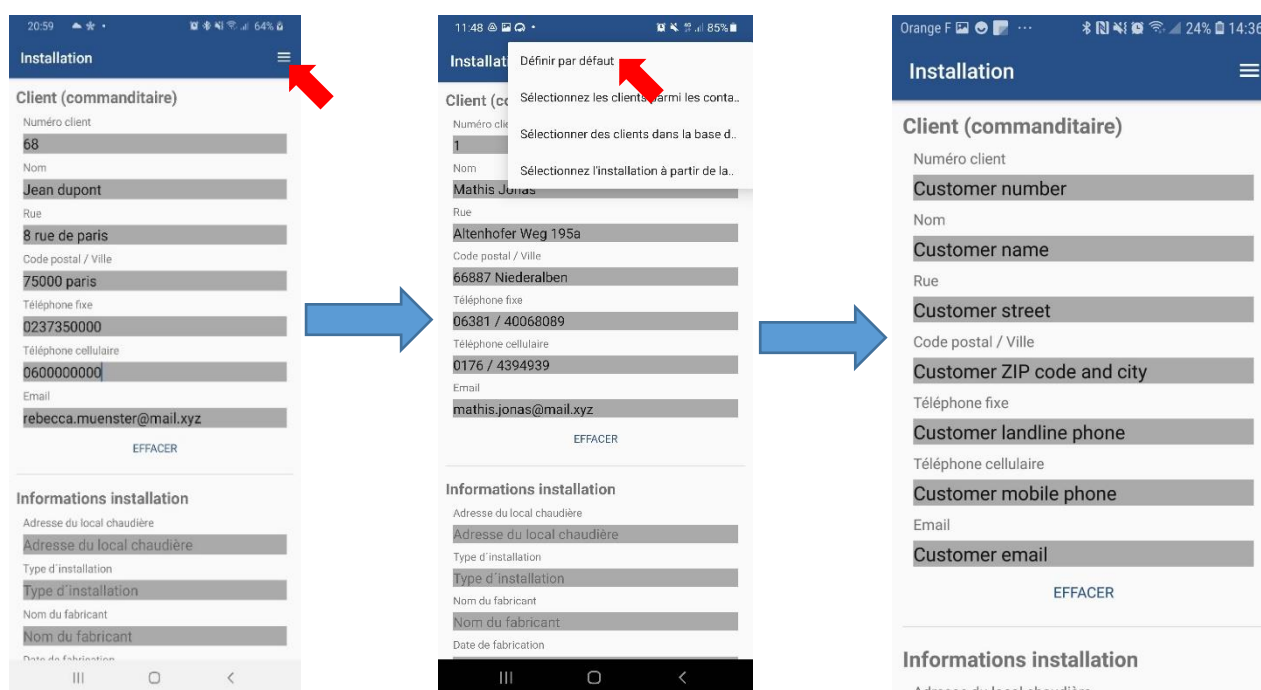 20:59
64%
Installation
Client (commanditaire)
Numéro client
68
Nom
Jean dupont
Rue
8 rue de paris
Code postal / Ville
75000 paris
Téléphone fixe
0237350000
Téléphone cellulaire
0600000000
Email
rebecca.muenster@mail.xyz
EFFACER
Informations installation
Adresse du local chaudière
Adresse du local chaudière
Type d´installation
Type d´installation
Nom du fabricant
Nom du fabricant
Date de fabrication
11:48
85%
Installati
Définir par défaut
Sélectionnez les clients parmi les conta..
Sélectionner des clients dans la base d..
Sélectionnez l'installation à partir de la..
Client (co
Numéro clie
1
Nom
Mathis Jonas
Rue
Altenhofer Weg 195a
Code postal / Ville
66887 Niederalben
Téléphone fixe
06381 / 40068089
Téléphone cellulaire
0176 / 4394939
Email
mathis.jonas@mail.xyz
EFFACER
Informations installation
Adresse du local chaudière
Adresse du local chaudière
Type d´installation
Type d´installation
Nom du fabricant
Nom du fabricant
Date de fabrication
Orange F ··· 24% 14:36
Installation
Client (commanditaire)
Numéro client
Customer number
Nom
Customer name
Rue
Customer street
Code postal / Ville
Customer ZIP code and city
Téléphone fixe
Customer landline phone
Téléphone cellulaire
Customer mobile phone
Email
Customer email
EFFACER
Informations installation
Adresse du local chaudière